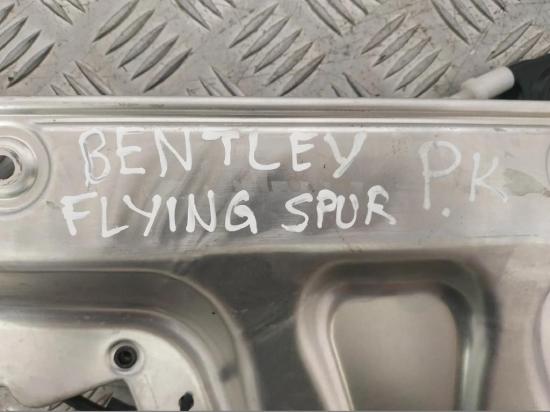 BENTLEY P.K
FLYING SPUR